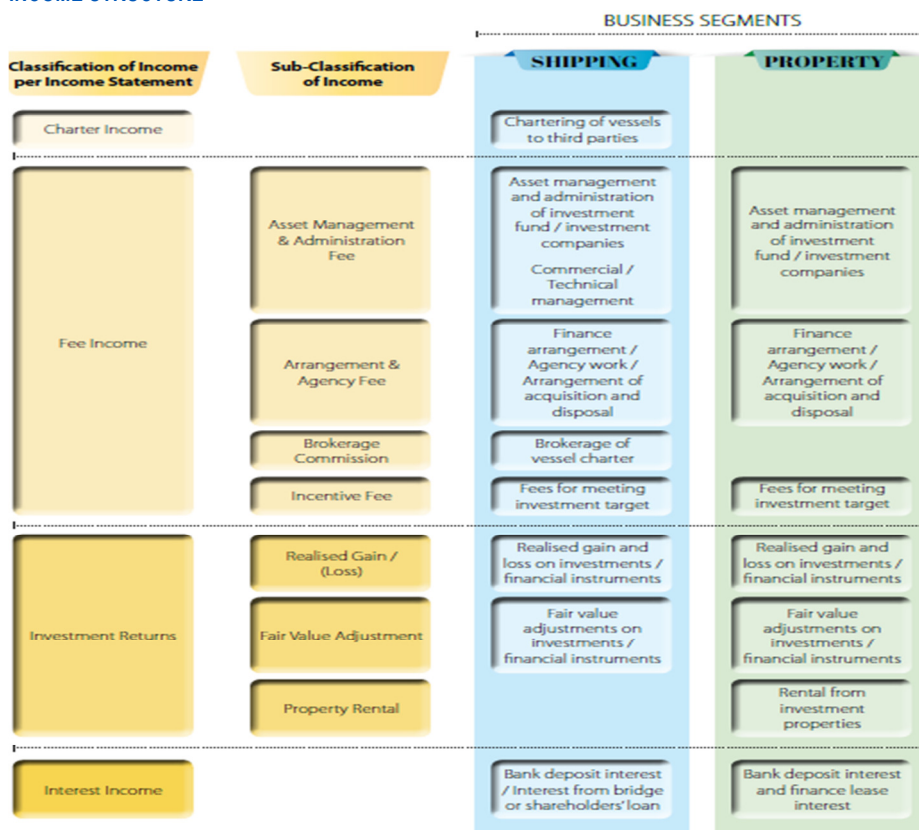 INCOME STRUCTURE
BUSINESS SEGMENTS
Classification of Income
per Income Statement
Sub-Classification
of Income
SHIPPING
PROPERTY
Charter Income
Chartering of vessels
to third parties
Fee Income
Asset Management
& Administration
Fee
Asset management
and administration
of investment
fund / investment
companies
Commercial /
Technical
management
Asset management
and administration
of investment
fund / investment
companies
Arrangement &
Agency Fee
Finance
arrangement /
Agency work /
Arrangement of
acquisition and
disposal
Finance
arrangement /
Agency work /
Arrangement of
acquisition and
disposal
Brokerage
Commission
Brokerage of
vessel charter
Incentive Fee
Fees for meeting
investment target
Fees for meeting
investment target
Investment Returns
Realised Gain /
(Loss)
Realised gain and
loss on investments /
financial instruments
Realised gain and
loss on investments /
financial instruments
Fair Value Adjustment
Fair value
adjustments on
investments /
financial instruments
Fair value
adjustments on
investments /
financial instruments
Property Rental
Rental from
investment
properties
Interest Income
Bank deposit interest
/ Interest from bridge
or shareholders' loan
Bank deposit interest
and finance lease
interest